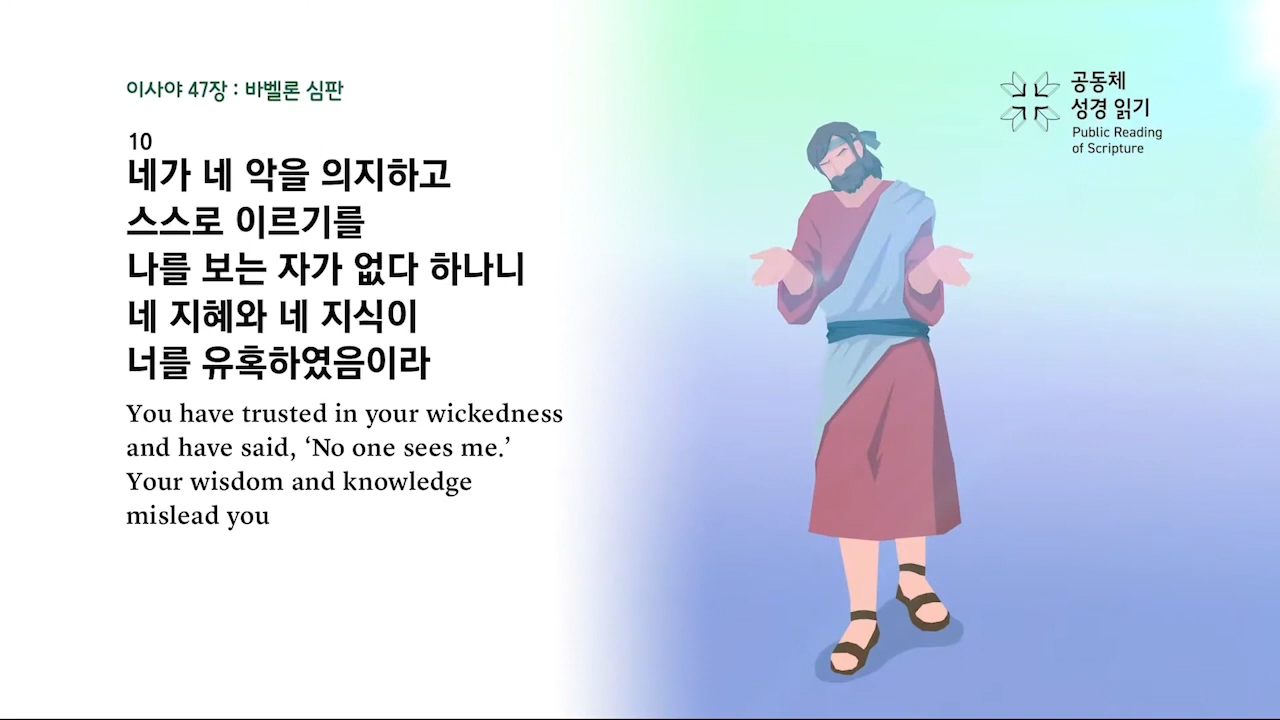 이사야 47장 : 바벨론 심판
10
네가 네 악을 의지하고
스스로 이르기를
나를 보는 자가 없다 하나니
네 지혜와 네 지식이
너를 유혹하였음이라
You have trusted in your wickedness
and have said, ‘No one sees me.’
Your wisdom and knowledge
mislead you
공동체
성경 읽기
Public Reading
of Scripture